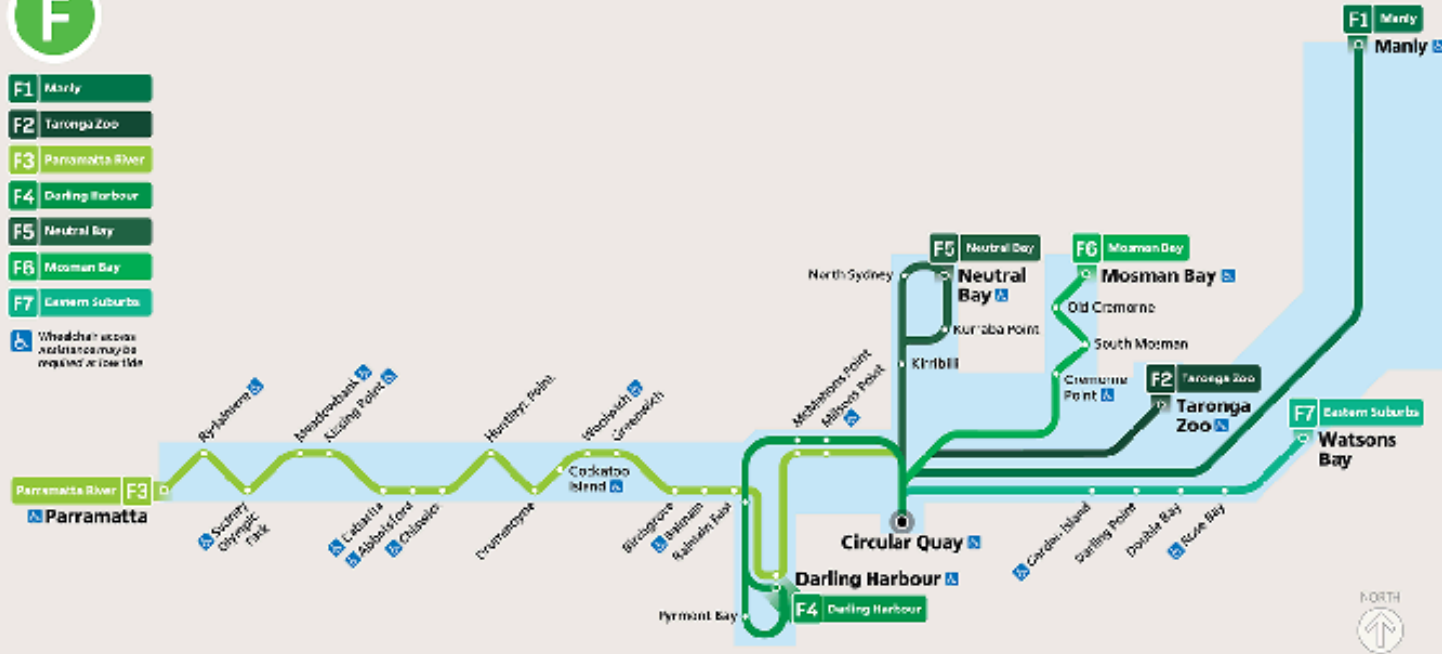 F
F1 Manly
F2 Taronga Zoo
F3 Parramatta River
F4 Darling Harbour
F5 Neutral Bay
F6 Mosman Bay
F7 Eastern Suburbs
Wheelchair access
assistance may be
required at low tide
F1 Manly
Manly
F5 Neutral Bay
Neutral
Bay
North Sydney
Kurraba Point
Kirribilli
F6 Mosman Bay
Mosman Bay
Old Cremorne
South Mosman
Cremorne
Point
F2 Taronga Zoo
Taronga
Zoo
F7 Eastern Suburbs
Watsons
Bay
McMahons Point
Milsons Point
Rydalmere
Meadowbank
Kissing Point
Huntleys Point
Woolwich
Greenwich
Cockatoo
Island
Parramatta River F3
Parramatta
Sydney
Olympic
Park
Cabarita
Abbotsford
Chiswick
Drummoyne
Birchgrove
Balmain
Balmain East
Circular Quay
Garden Island
Darling Point
Double Bay
Rose Bay
Darling Harbour
F4 Darling Harbour
Pyrmont Bay
NORTH